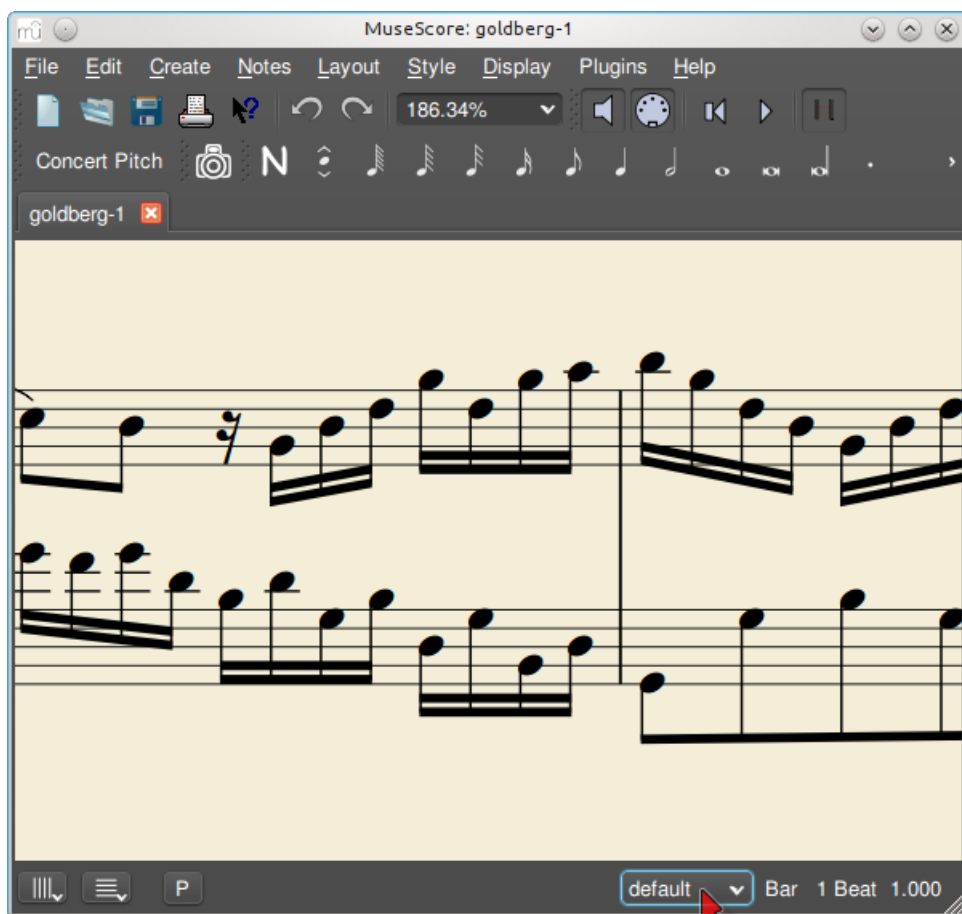 MuseScore: goldberg-1
File Edit Create Notes Layout Style Display Plugins Help
186.34%
Concert Pitch N
goldberg-1
P default Bar 1 Beat 1.000